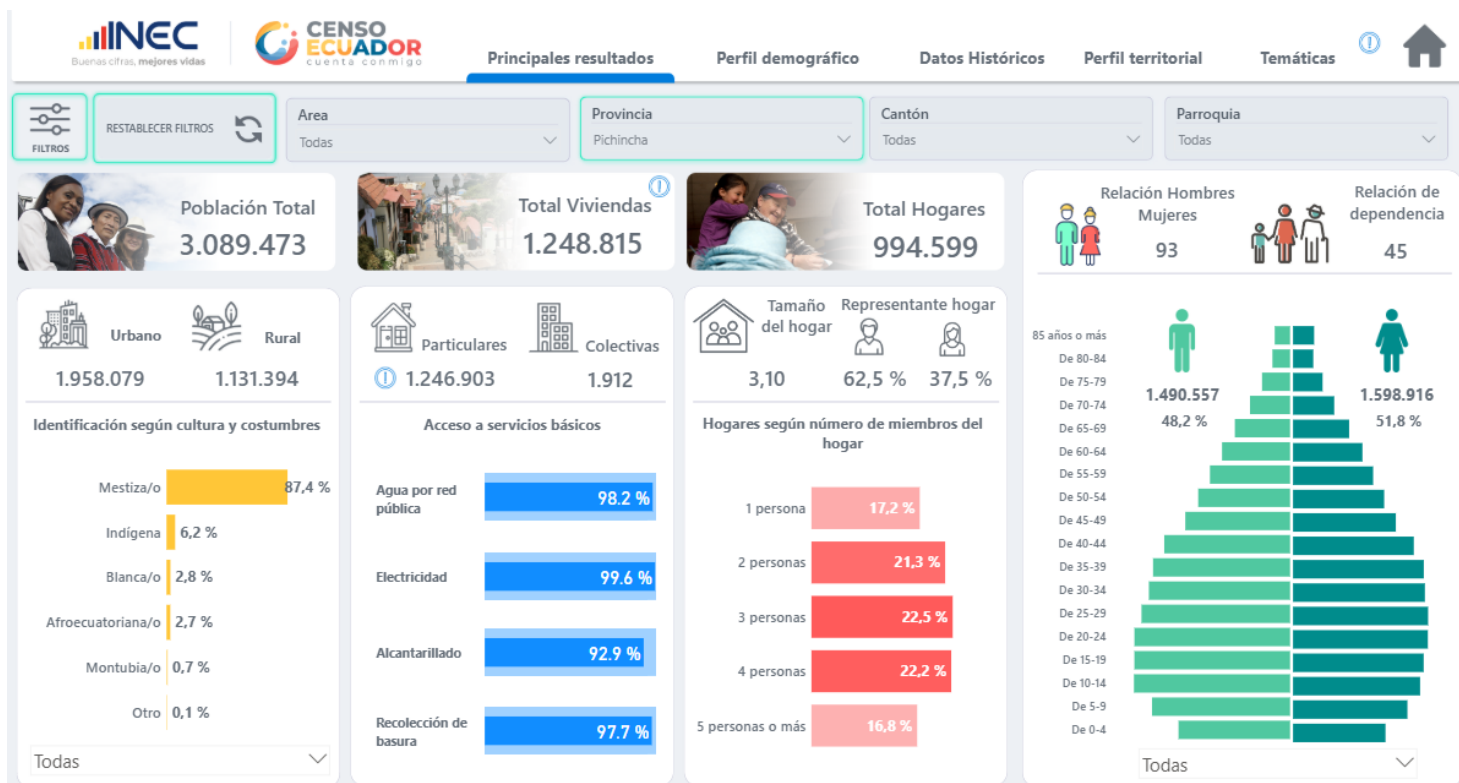 INEC
Buenas cifras, mejores vidas
CENSO
ECUADOR
cuenta conmigo
Principales resultados
Perfil demográfico
Datos Históricos
Perfil territorial
Temáticas
FILTROS
RESTABLECER FILTROS
Area
Todas
Provincia
Pichincha
Cantón
Todas
Parroquia
Todas
Población Total
3.089.473
Total Viviendas
1.248.815
Total Hogares
994.599
Relación Hombres
Mujeres
93
Relación de
dependencia
45
Urbano
1.958.079
Rural
1.131.394
Identificación según cultura y costumbres
Mestiza/o 87,4 %
Indígena 6,2 %
Blanca/o 2,8 %
Afroecuatoriana/o 2,7 %
Montubia/o 0,7 %
Otro 0,1 %
Todas
Particulares
1.246.903
Colectivas
1.912
Acceso a servicios básicos
Agua por red
pública
98.2 %
Electricidad 99.6 %
Alcantarillado 92.9 %
Recolección de
basura
97.7 %
Tamaño
del hogar
3,10
Representante hogar
62,5 % 37,5 %
Hogares según número de miembros del
hogar
1 persona 17,2 %
2 personas 21,3 %
3 personas 22,5 %
4 personas 22,2 %
5 personas o más 16,8 %
85 años o más
De 80-84
De 75-79
De 70-74
De 65-69
De 60-64
De 55-59
De 50-54
De 45-49
De 40-44
De 35-39
De 30-34
De 25-29
De 20-24
De 15-19
De 10-14
De 5-9
De 0-4
1.490.557
48,2 %
1.598.916
51,8 %
Todas